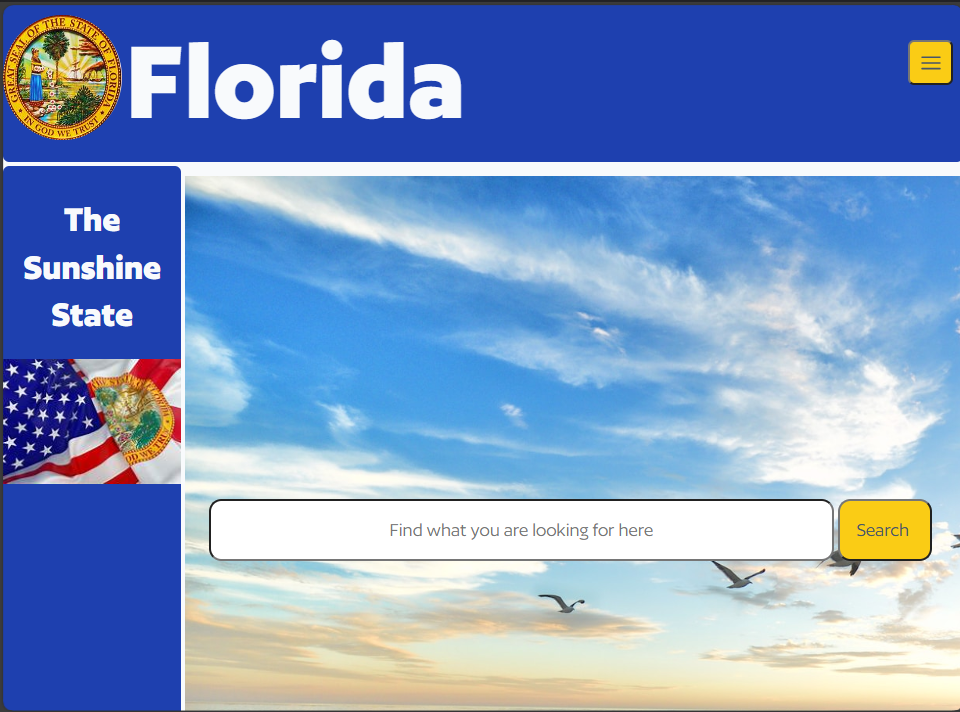 GREAT SEAL OF THE STATE OF FLORIDA
IN GOD WE TRUST
Florida
The
Sunshine
State
Find what you are looking for here
Search